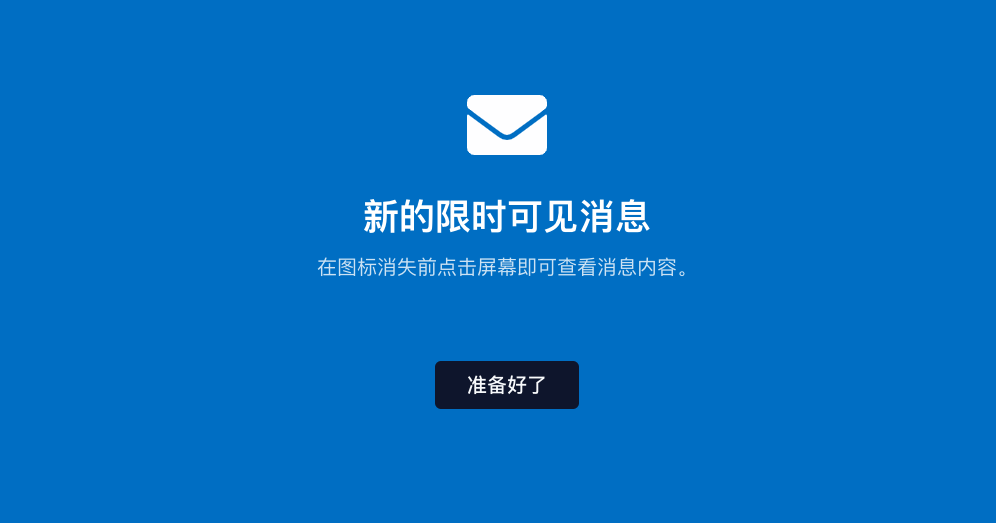 新的限时可见消息
在图标消失前点击屏幕即可查看消息内容。
准备好了